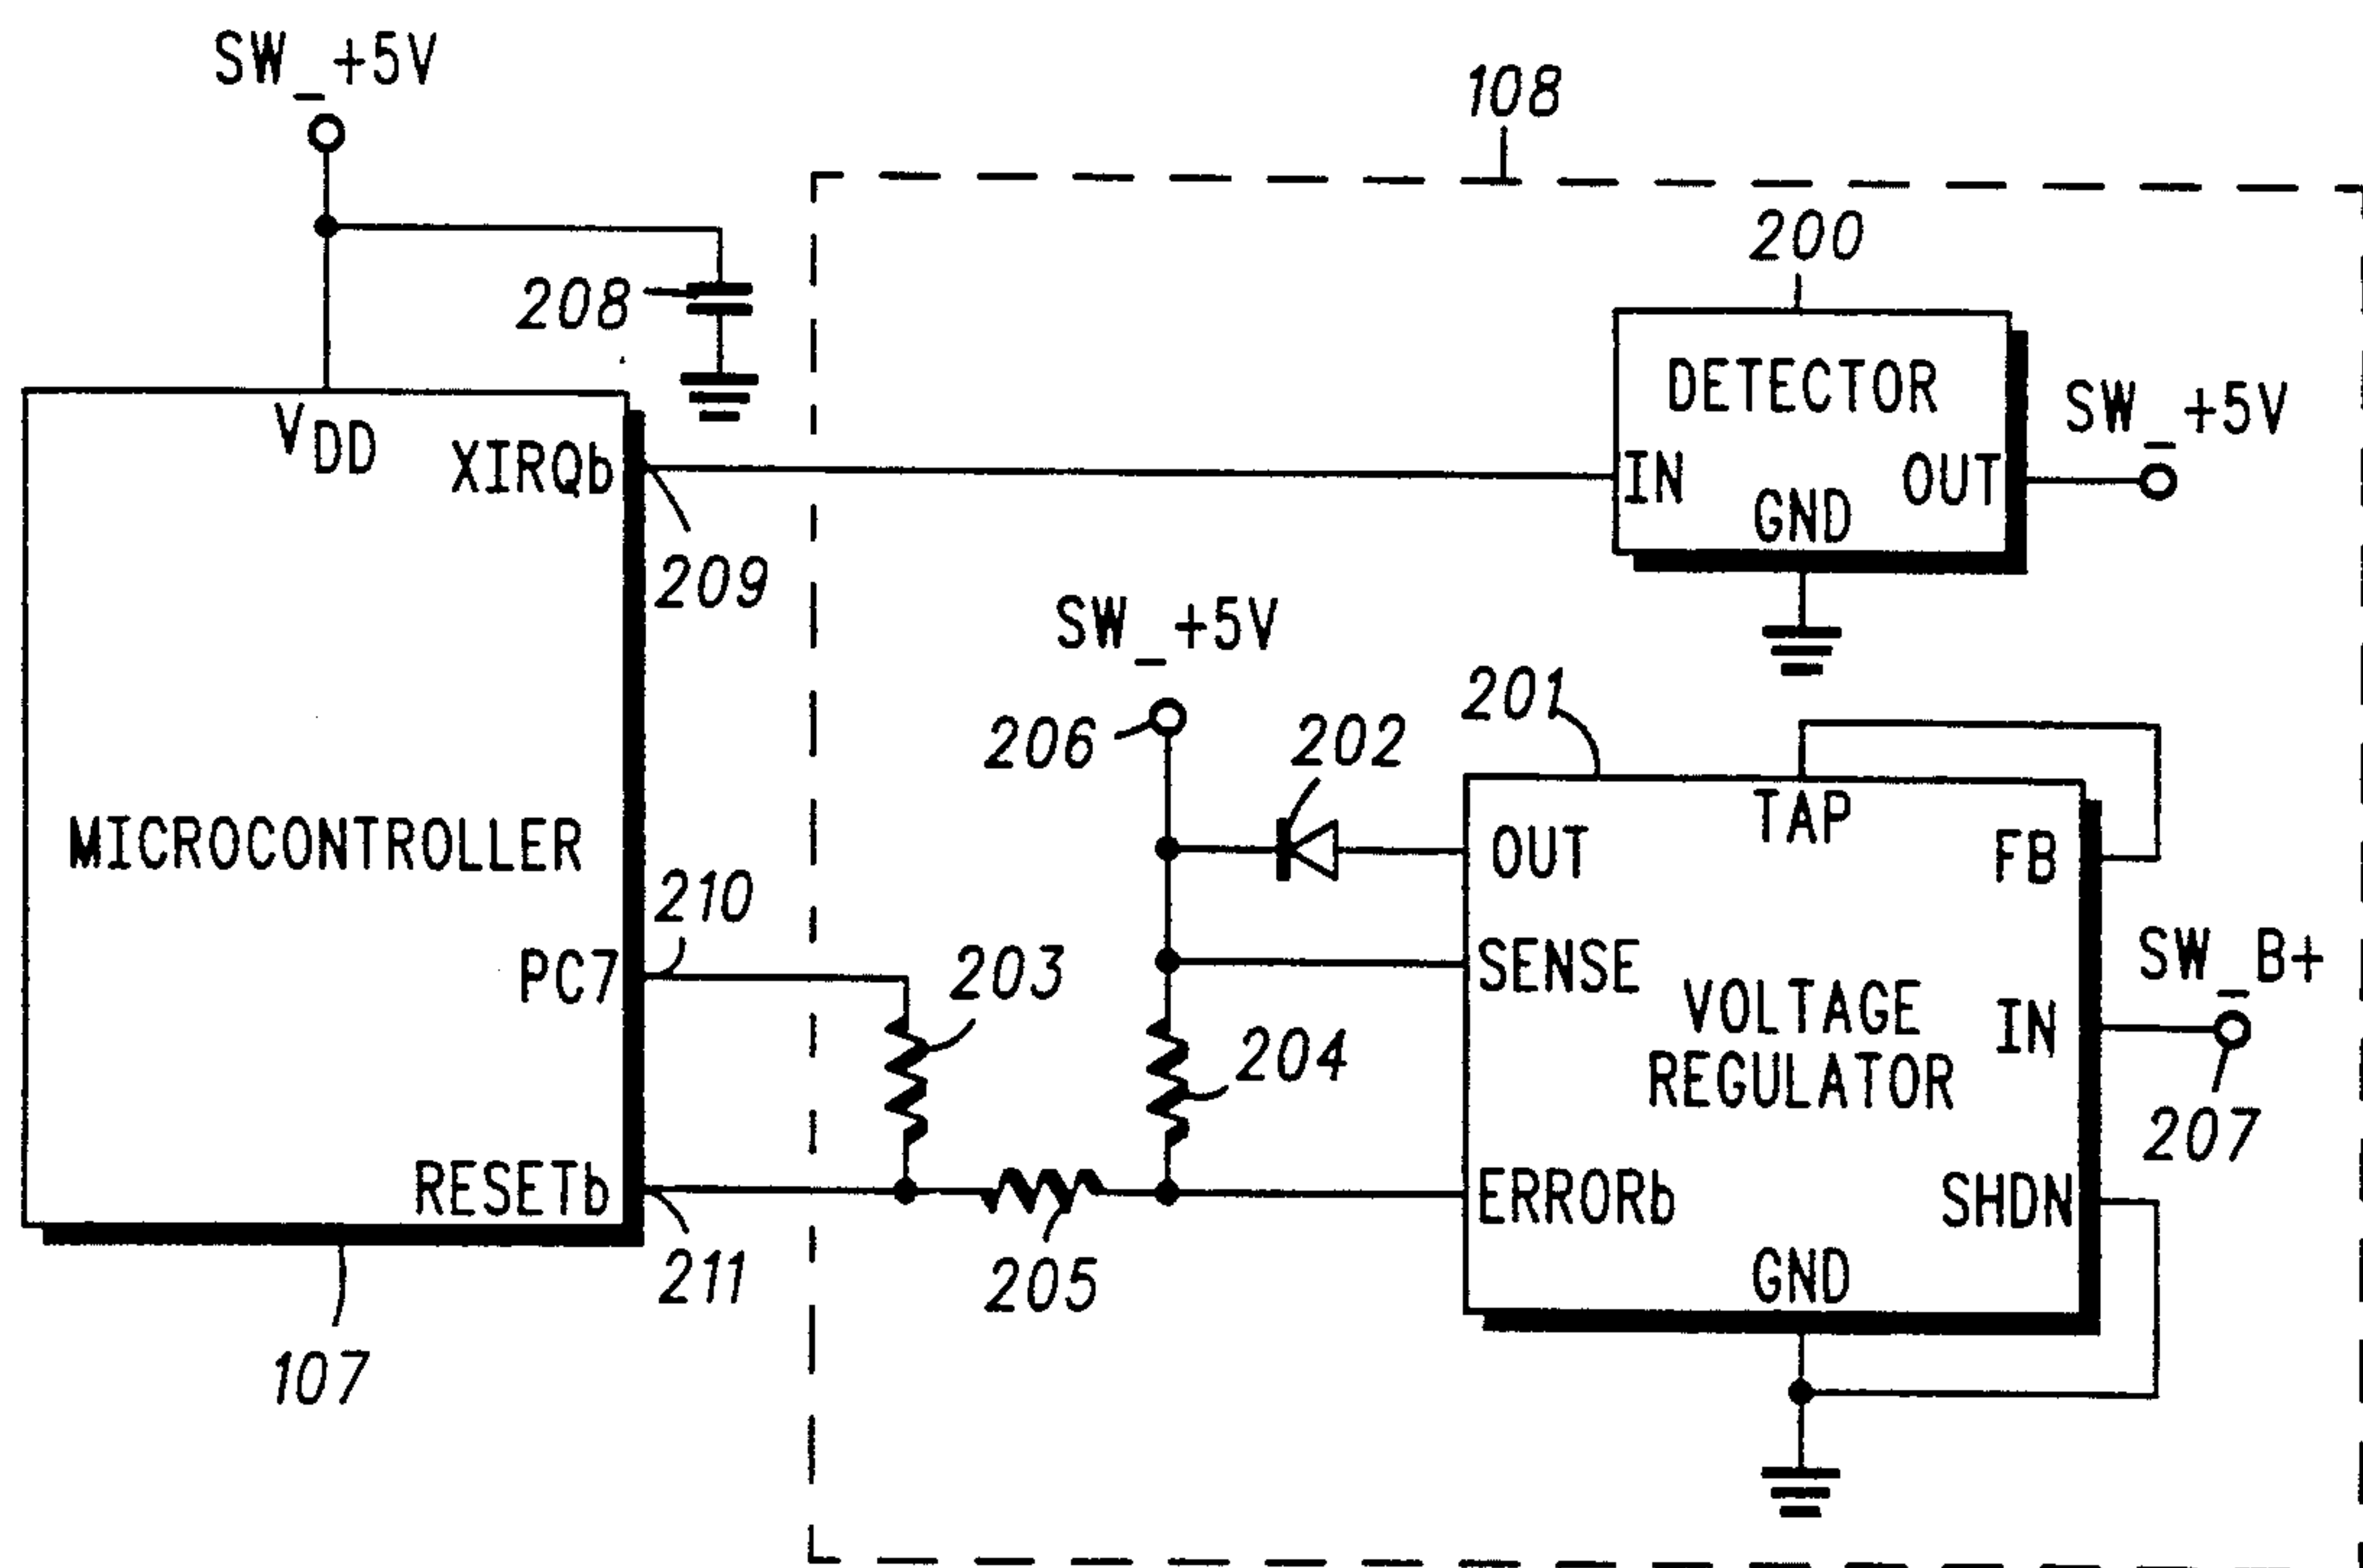 SW_+5V
108
200
208
DETECTOR
SW_+5V
VDD
XIRQb
IN
OUT
GND
209
SW_+5V
201
206
202
TAP
OUT
FB
MICROCONTROLLER
210
SW_B+
PC7
203
SENSE
VOLTAGE
REGULATOR
IN
204
207
RESETb
ERRORb
SHDN
211
205
GND
107